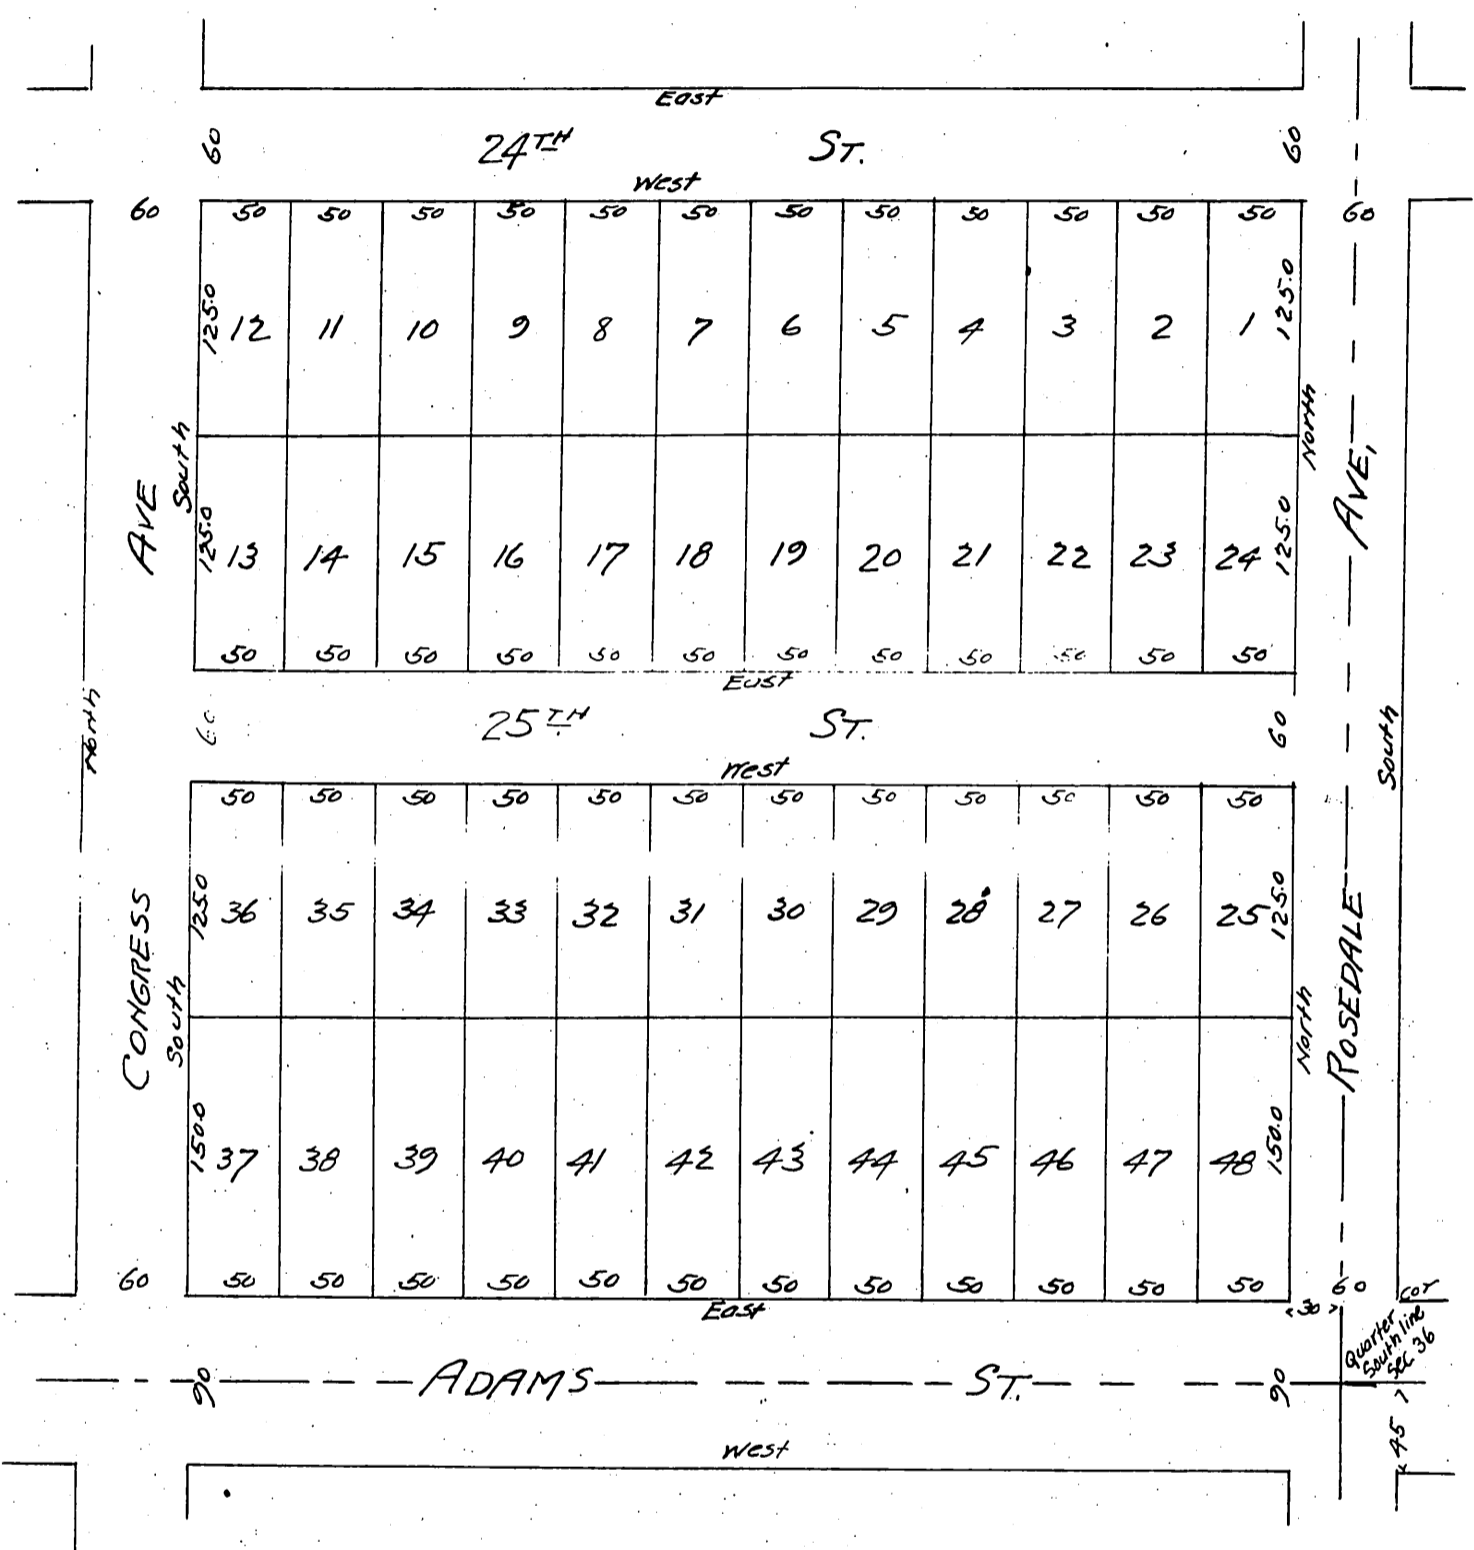 East
60 24TH ST. 60
West
60 50 50 50 50 50 50 50 50 50 50 50 50 60
125.0 12 11 10 9 8 7 6 5 4 3 2 1 125.0
South North
AVE AVE,
125.0 13 14 15 16 17 18 19 20 21 22 23 24 125.0
50 50 50 50 50 50 50 50 50 50 50 50
East
North 60 25TH ST. 60 South
West
50 50 50 50 50 50 50 50 50 50 50 50
125.0 36 35 34 33 32 31 30 29 28 27 26 25 125.0
CONGRESS ROSEDALE
South North
150.0 37 38 39 40 41 42 43 44 45 46 47 48 150.0
60 50 50 50 50 50 50 50 50 50 50 50 50 60
East
30
cor
Quarter
South line
Sec 36
90 ADAMS ST. 90
45
West